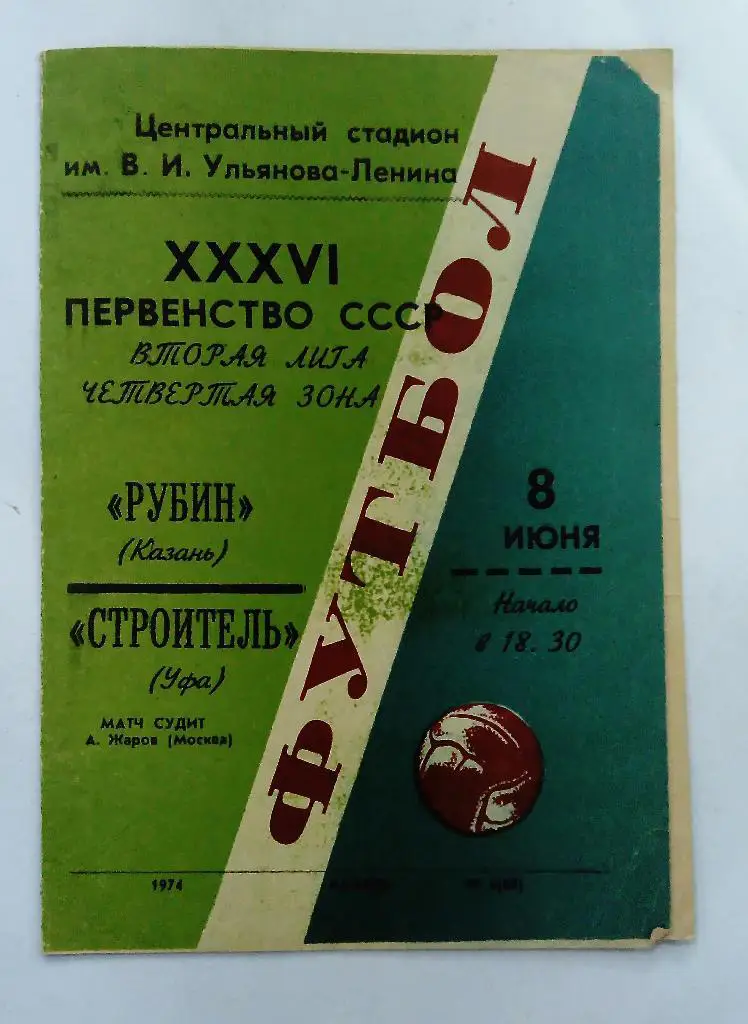 Центральный стадион
им. В. И. Ульянова-Ленина
XXXVI
ПЕРВЕНСТВО СССР
ВТОРАЯ ЛИГА
ЧЕТВЕРТАЯ ЗОНА
«РУБИН»
(Казань)
«СТРОИТЕЛЬ»
(Уфа)
МАТЧ СУДИТ
А. Жаров (Москва)
ФУТБОЛ
8
ИЮНЯ
Начало
в 18. 30
1974